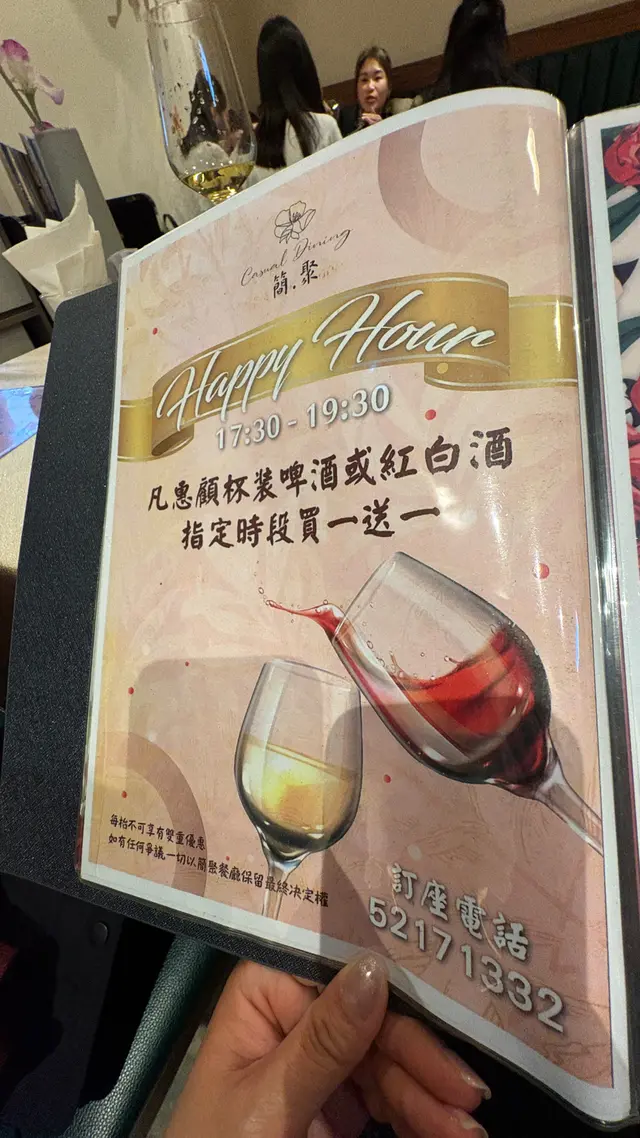 Casual Dining
簡.聚
Happy Hour
17:30 - 19:30
凡惠顧杯裝啤酒或紅白酒
指定時段買一送一
每枱不可享有雙重優惠
如有任何爭議一切以簡聚餐廳保留最終決定權
訂座電話
52171332